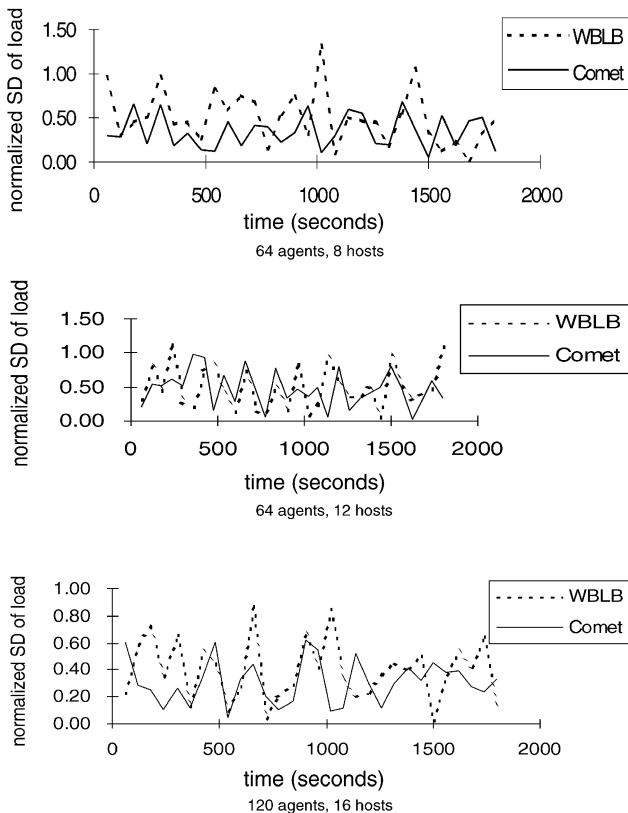 normalized SD of load
1.50
1.00
0.50
0.00
WBLB
Comet
0
500
1000
1500
2000
time (seconds)
64 agents, 8 hosts
normalized SD of load
1.50
1.00
0.50
0.00
WBLB
Comet
0
500
1000
1500
2000
time (seconds)
64 agents, 12 hosts
normalized SD of load
1.00
0.80
0.60
0.40
0.20
0.00
WBLB
Comet
0
500
1000
1500
2000
time (seconds)
120 agents, 16 hosts